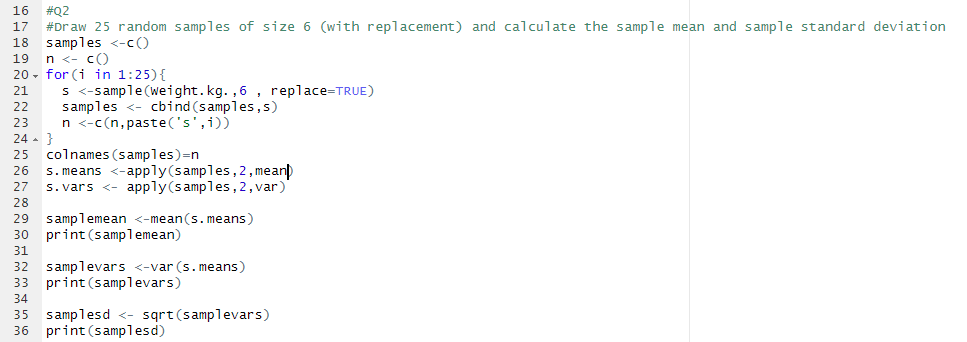 16 #Q2
17 #Draw 25 random samples of size 6 (with replacement) and calculate the sample mean and sample standard deviation
18 samples <-c()
19 n <- c()
20 for(i in 1:25){
21 s <-sample(Weight.kg.,6 , replace=TRUE)
22 samples <- cbind(samples,s)
23 n <-c(n,paste('s',i))
24 }
25 colnames(samples)=n
26 s.means <-apply(samples,2,mean)
27 s.vars <- apply(samples,2,var)
28
29 samplemean <-mean(s.means)
30 print(samplemean)
31
32 samplevars <-var(s.means)
33 print(samplevars)
34
35 samplesd <- sqrt(samplevars)
36 print(samplesd)